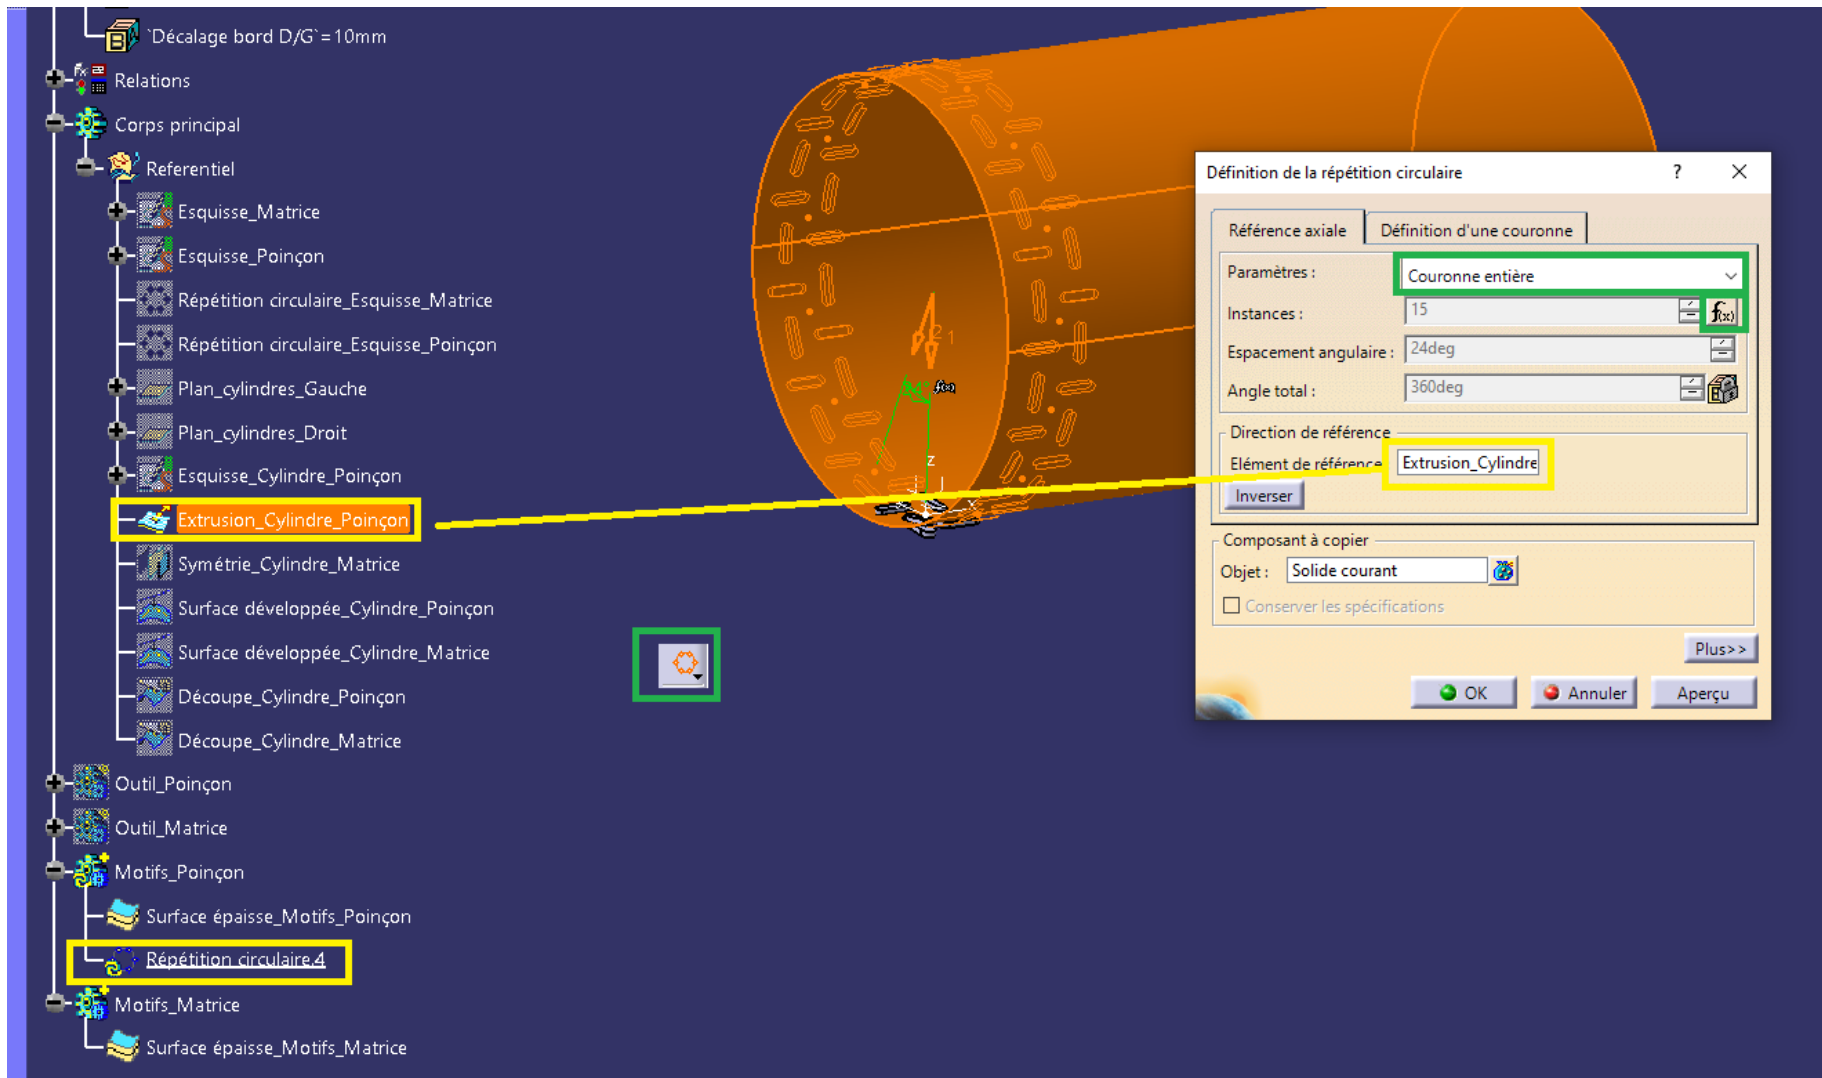 `Décalage bord D/G`=10mm
Relations
Corps principal
Referentiel
Esquisse_Matrice
Esquisse_Poinçon
Répétition circulaire_Esquisse_Matrice
Répétition circulaire_Esquisse_Poinçon
Plan_cylindres_Gauche
Plan_cylindres_Droit
Esquisse_Cylindre_Poinçon
Extrusion_Cylindre_Poinçon
Symétrie_Cylindre_Matrice
Surface développée_Cylindre_Poinçon
Surface développée_Cylindre_Matrice
Découpe_Cylindre_Poinçon
Découpe_Cylindre_Matrice
Outil_Poinçon
Outil_Matrice
Motifs_Poinçon
Surface épaisse_Motifs_Poinçon
Répétition circulaire.4
Motifs_Matrice
Surface épaisse_Motifs_Matrice
1
f(x)
z
x
Définition de la répétition circulaire ?
Référence axiale Définition d'une couronne
Paramètres : Couronne entière
Instances : 15 f(x)
Espacement angulaire : 24deg
Angle total : 360deg
Direction de référence
Elément de référence Extrusion_Cylindre
Inverser
Composant à copier
Objet : Solide courant
Conserver les spécifications
Plus>>
OK Annuler Aperçu